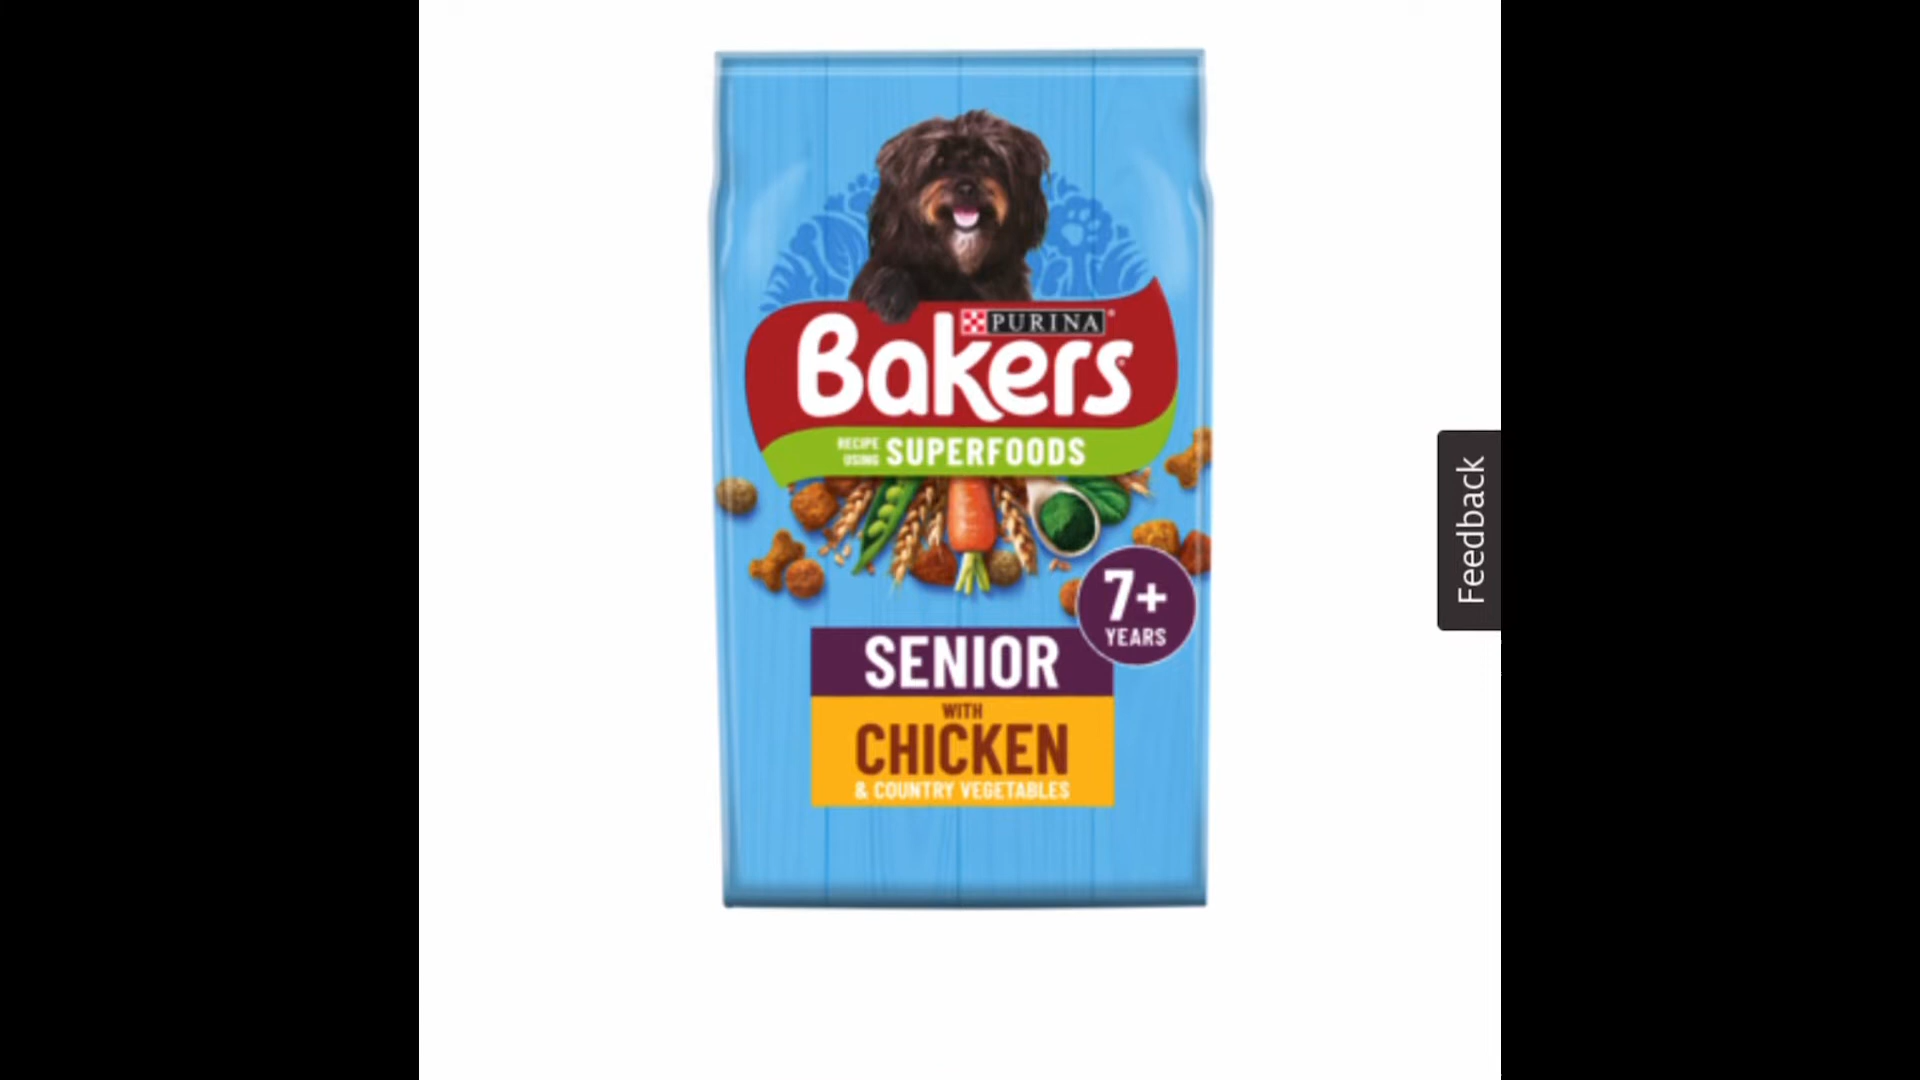 PURINA
Bakers
RECIPE USING SUPERFOODS
7+
YEARS
SENIOR
WITH
CHICKEN
& COUNTRY VEGETABLES
Feedback